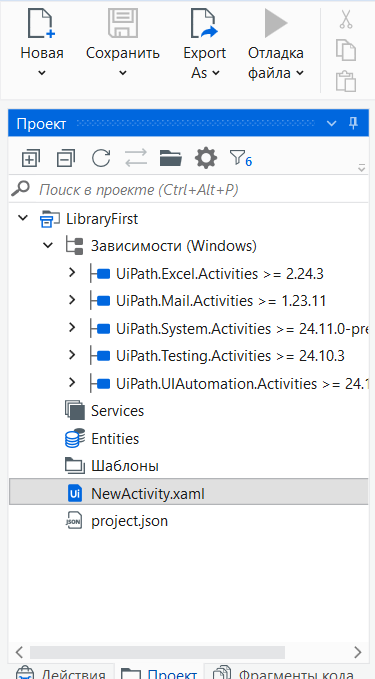 Новая
Сохранить
Export
As
Отладка
файла
Проект
6
Поиск в проекте (Ctrl+Alt+P)
LibraryFirst
Зависимости (Windows)
UiPath.Excel.Activities >= 2.24.3
UiPath.Mail.Activities >= 1.23.11
UiPath.System.Activities >= 24.11.0-pre
UiPath.Testing.Activities >= 24.10.3
UiPath.UIAutomation.Activities >= 24.1
Services
Entities
Шаблоны
Ui NewActivity.xaml
JSON project.json
Действия Проект Фрагменты кода